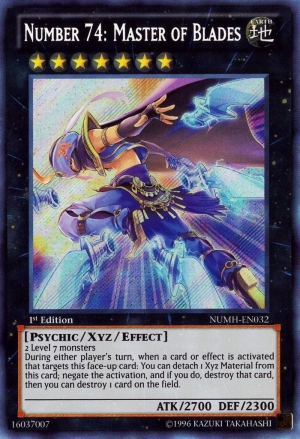 NUMBER 74: MASTER OF BLADES
EARTH
地
NUMH-EN032
1st Edition
[PSYCHIC/XYZ/EFFECT]
2 Level 7 monsters
During either player's turn, when a card or effect is activated
that targets this face-up card: You can detach 1 Xyz Material from
this card; negate the activation, and if you do, destroy that card,
then you can destroy 1 card on the field.
ATK/2700 DEF/2300
16037007
©1996 KAZUKI TAKAHASHI